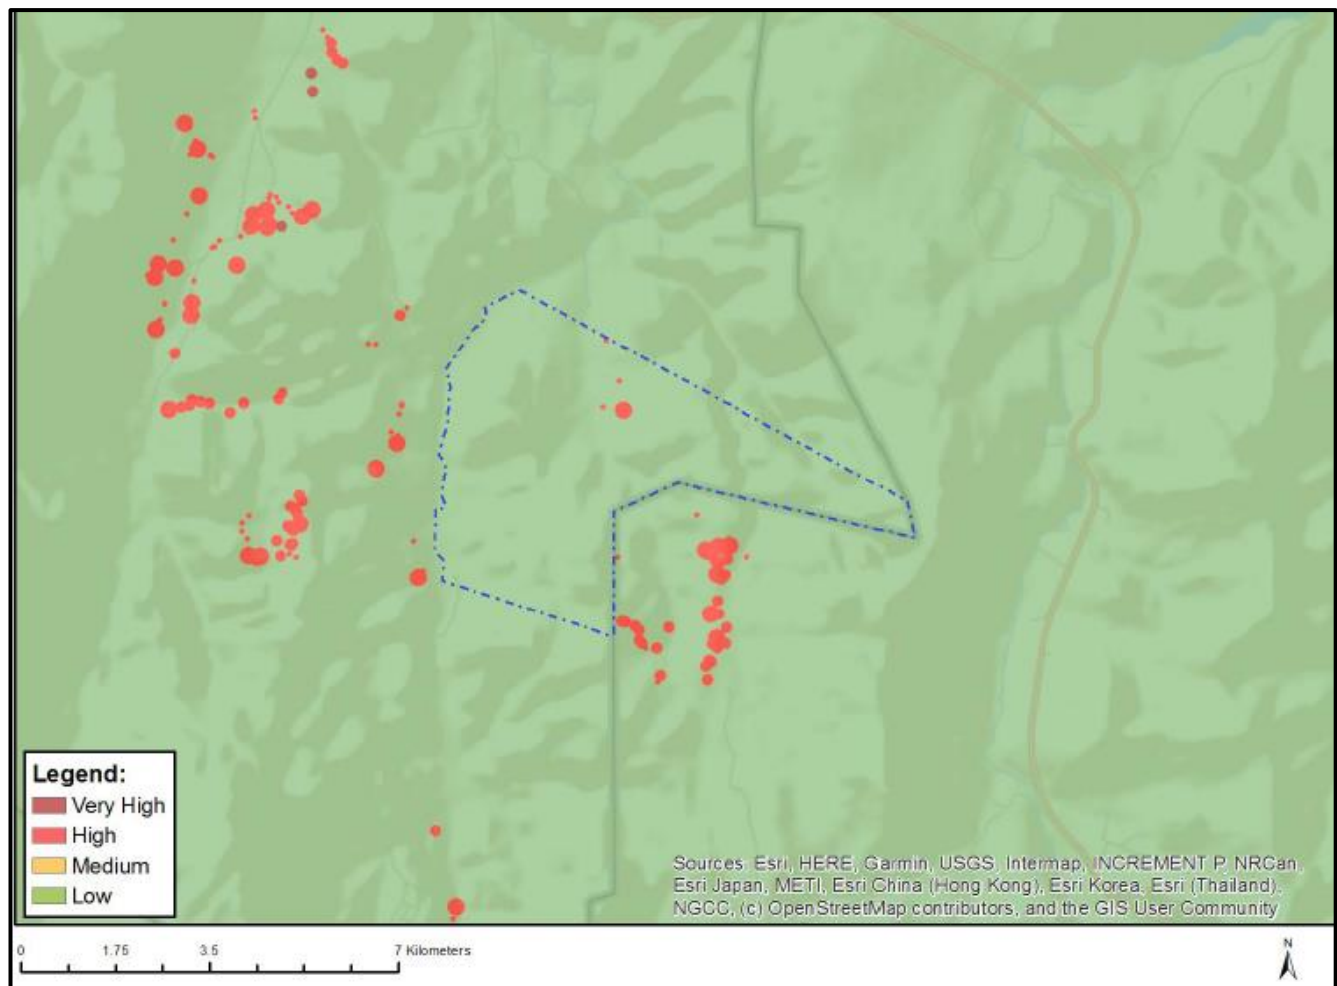 Legend:
Very High
High
Medium
Low
Sources: Esri, HERE, Garmin, USGS, Intermap, INCREMENT P, NRCan,
Esri Japan, METI, Esri China (Hong Kong), Esri Korea, Esri (Thailand),
NGCC, (c) OpenStreetMap contributors, and the GIS User Community
0 1.75 3.5 7 Kilometers
N